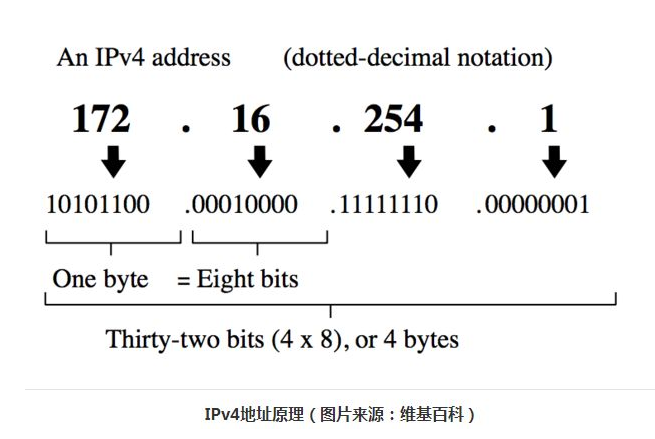 An IPv4 address (dotted-decimal notation)
172 . 16 . 254 . 1
10101100 .00010000 .11111110 .00000001
One byte = Eight bits
Thirty-two bits (4 x 8), or 4 bytes
IPv4地址原理（图片来源：维基百科）